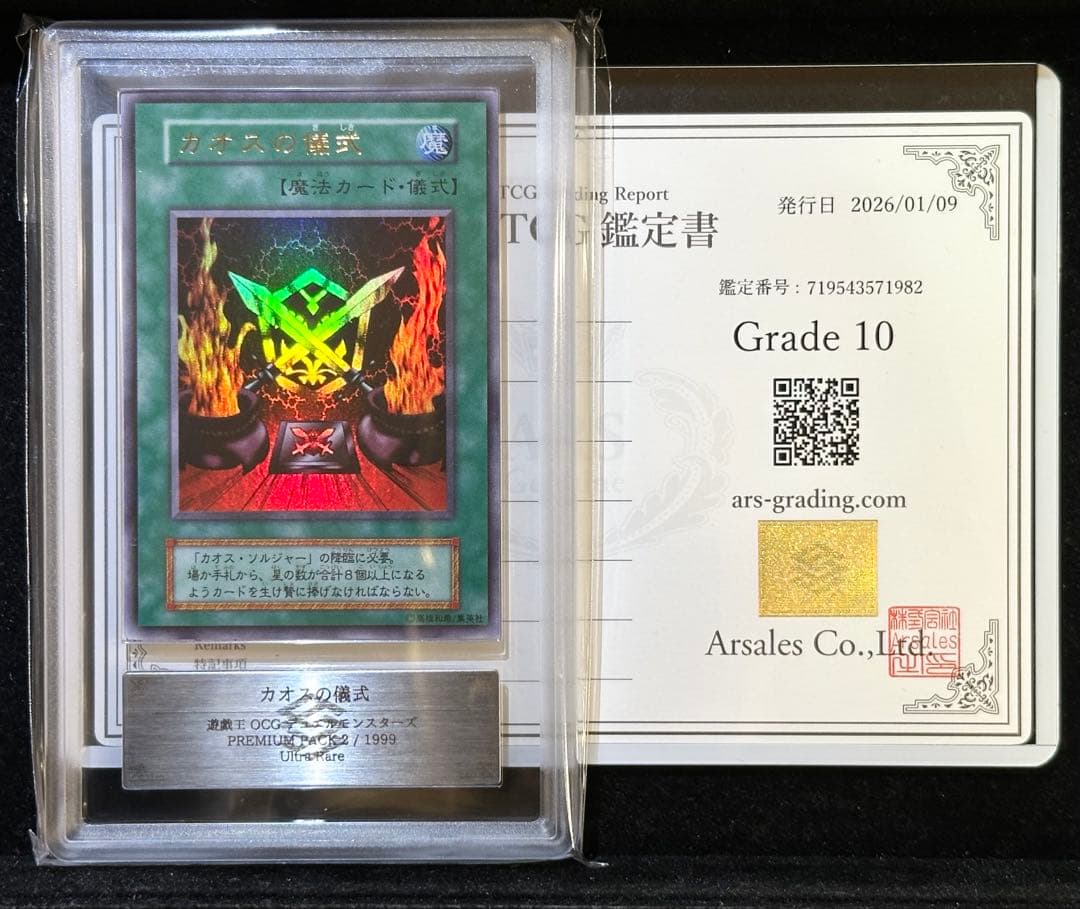 カオスの儀式
魔
【魔法カード・儀式】
「カオス・ソルジャー」の降臨に必要。
場か手札から、星の数が合計8個以上になる
ようカードを生け贄に捧げなければならない。
©高橋和希/集英社
Remarks
特記事項
カオスの儀式
遊戯王 OCG デュエルモンスターズ
PREMIUM PACK 2 / 1999
Ultra Rare
TCG Grading Report
TCG 鑑定書
発行日 2026/01/09
鑑定番号 : 719543571982
Grade 10
ars-grading.com
Arsales Co.,Ltd.